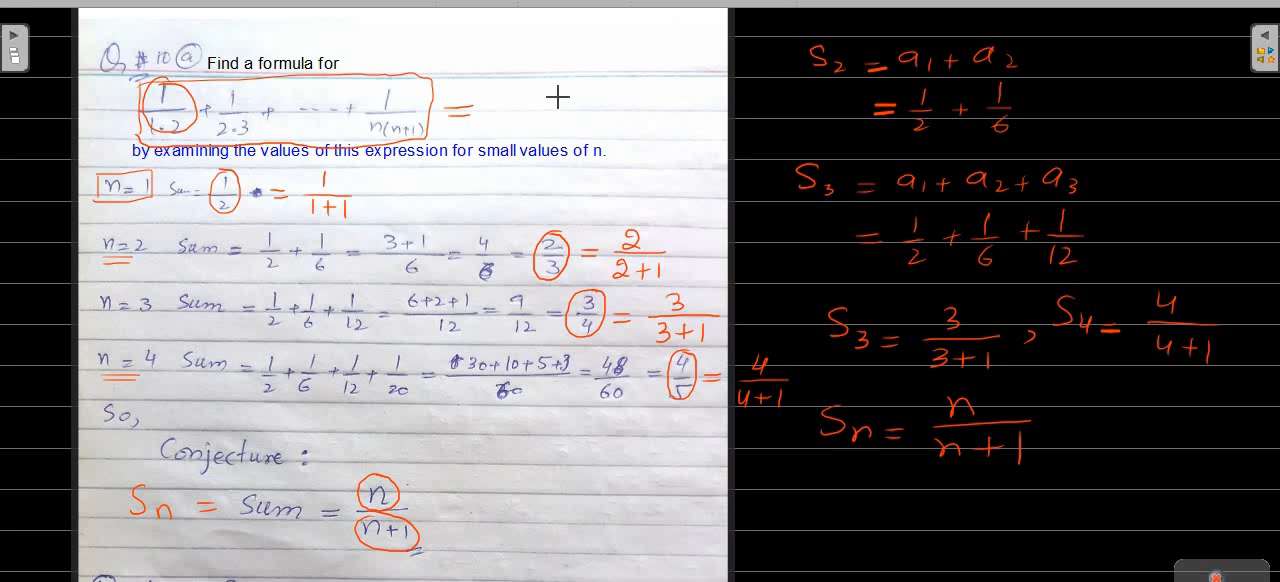 Q # 10 (a) Find a formula for
1/1·2 + 1/2·3 + ---- + 1/n(n+1) =
by examining the values of this expression for small values of n.
n = 1 Sum = 1/2 = 1/1+1
n = 2 Sum = 1/2 + 1/6 = 3+1/6 = 4/6 = 2/3 = 2/2+1
n = 3 Sum = 1/2 + 1/6 + 1/12 = 6+2+1/12 = 9/12 = 3/4 = 3/3+1
n = 4 Sum = 1/2 + 1/6 + 1/12 + 1/20 = 30+10+5+3/60 = 48/60 = 4/5 = 4/4+1
So,
Conjecture :
Sn = Sum = n/n+1
S2 = a1 + a2
= 1/2 + 1/6
S3 = a1 + a2 + a3
= 1/2 + 1/6 + 1/12
S3 = 3/3+1 , S4 = 4/4+1
Sn = n/n+1